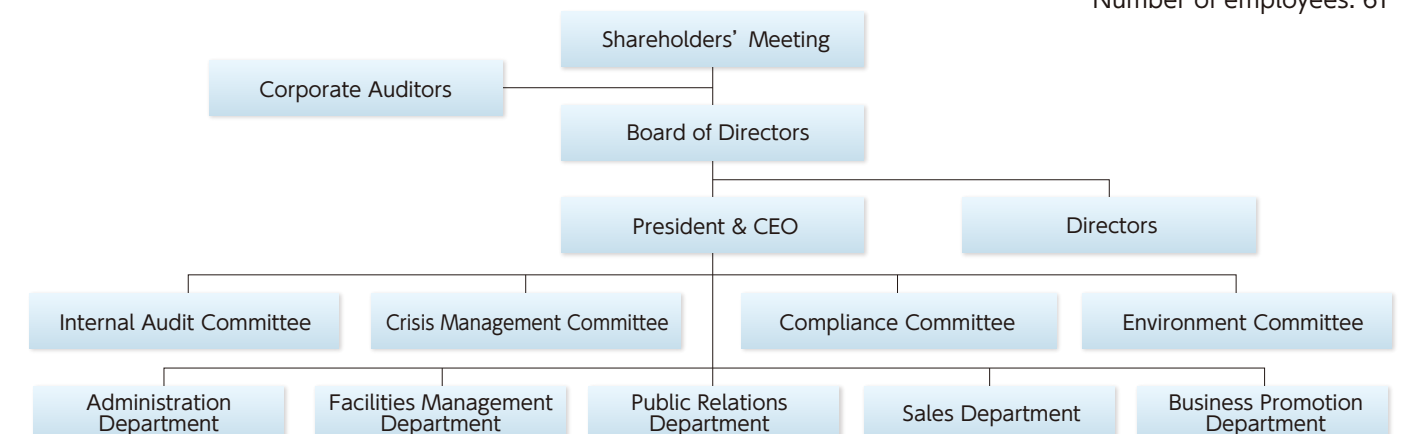 Number of employees: 61
Shareholders' Meeting
Corporate Auditors
Board of Directors
President & CEO
Directors
Internal Audit Committee
Crisis Management Committee
Compliance Committee
Environment Committee
Administration
Department
Facilities Management
Department
Public Relations
Department
Sales Department
Business Promotion
Department